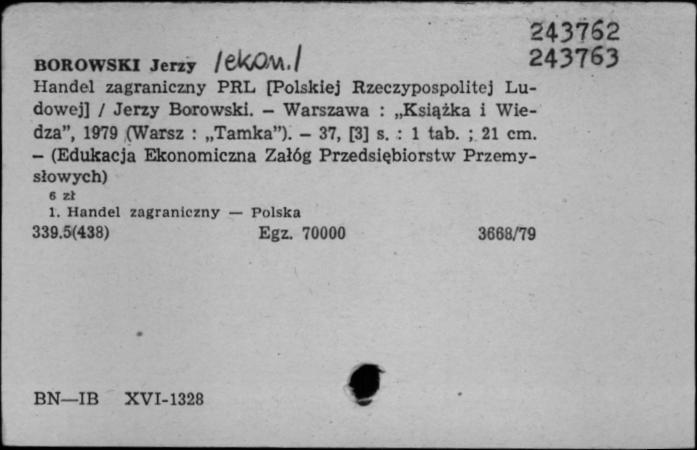 243762
243763
BOROWSKI Jerzy /ekon./
Handel zagraniczny PRL [Polskiej Rzeczypospolitej Lu-
dowej] / Jerzy Borowski. — Warszawa : „Książka i Wie-
dza”, 1979 (Warsz : „Tamka”). — 37, [3] s. : 1 tab. ; 21 cm.
— (Edukacja Ekonomiczna Załóg Przedsiębiorstw Przemy-
słowych)
6 zł
1. Handel zagraniczny — Polska
339.5(438) Egz. 70000 3668/79
BN—IB XVI-1328